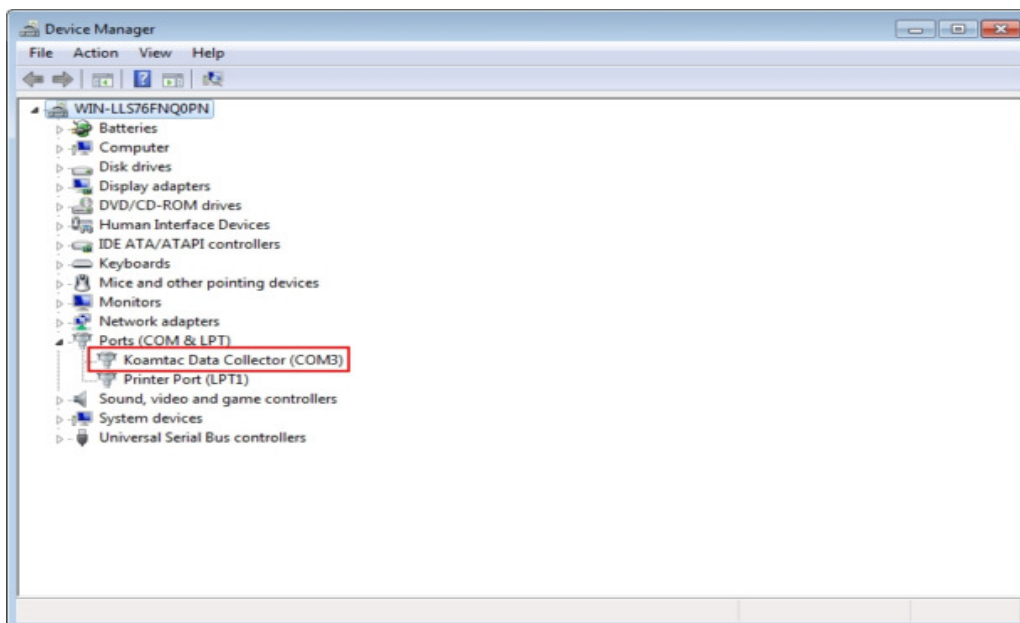 Device Manager
File Action View Help
WIN-LLS76FNQ0PN
Batteries
Computer
Disk drives
Display adapters
DVD/CD-ROM drives
Human Interface Devices
IDE ATA/ATAPI controllers
Keyboards
Mice and other pointing devices
Monitors
Network adapters
Ports (COM & LPT)
Koamtac Data Collector (COM3)
Printer Port (LPT1)
Sound, video and game controllers
System devices
Universal Serial Bus controllers